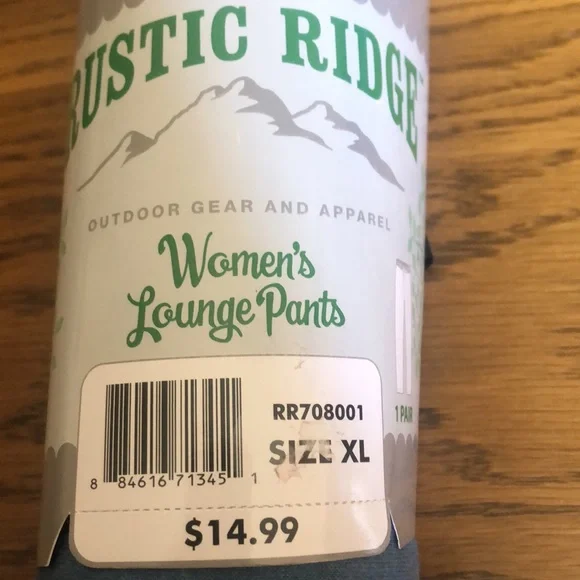 RUSTIC RIDGE
OUTDOOR GEAR AND APPAREL
Women's
Lounge Pants
1 PAIR
RR708001
SIZE XL
8 84616 71345 1
$14.99